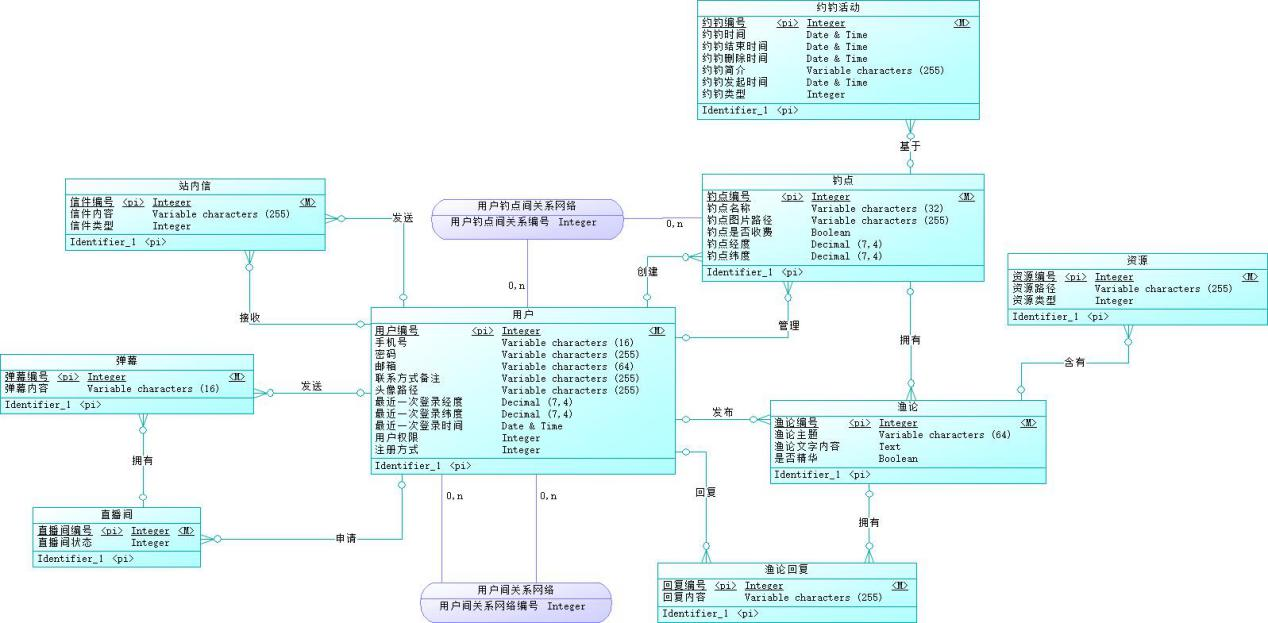 约钓活动
约钓编号 <pi> Integer <M>
约钓时间 Date & Time
约钓结束时间 Date & Time
约钓删除时间 Date & Time
约钓简介 Variable characters (255)
约钓发起时间 Date & Time
约钓类型 Integer
Identifier_1 <pi>
基于
钓点
钓点编号 <pi> Integer <M>
钓点名称 Variable characters (32)
钓点图片路径 Variable characters (255)
钓点是否收费 Boolean
钓点经度 Decimal (7,4)
钓点纬度 Decimal (7,4)
Identifier_1 <pi>
站内信
信件编号 <pi> Integer <M>
信件内容 Variable characters (255)
信件类型 Integer
Identifier_1 <pi>
发送
用户钓点间关系网络
用户钓点间关系编号 Integer
0,n
0,n
创建
管理
拥有
接收
资源
资源编号 <pi> Integer <M>
资源路径 Variable characters (255)
资源类型 Integer
Identifier_1 <pi>
含有
用户
用户编号 <pi> Integer <M>
手机号 Variable characters (16)
密码 Variable characters (255)
邮箱 Variable characters (64)
联系方式备注 Variable characters (255)
头像路径 Variable characters (255)
最近一次登录经度 Decimal (7,4)
最近一次登录纬度 Decimal (7,4)
最近一次登录时间 Date & Time
用户权限 Integer
注册方式 Integer
Identifier_1 <pi>
弹幕
弹幕编号 <pi> Integer <M>
弹幕内容 Variable characters (16)
Identifier_1 <pi>
发送
拥有
发布
渔论
渔论编号 <pi> Integer <M>
渔论主题 Variable characters (64)
渔论文字内容 Text
是否精华 Boolean
Identifier_1 <pi>
回复
拥有
0,n
0,n
直播间
直播间编号 <pi> Integer <M>
直播间状态 Integer
Identifier_1 <pi>
申请
用户间关系网络
用户间关系网络编号 Integer
渔论回复
回复编号 <pi> Integer <M>
回复内容 Variable characters (255)
Identifier_1 <pi>